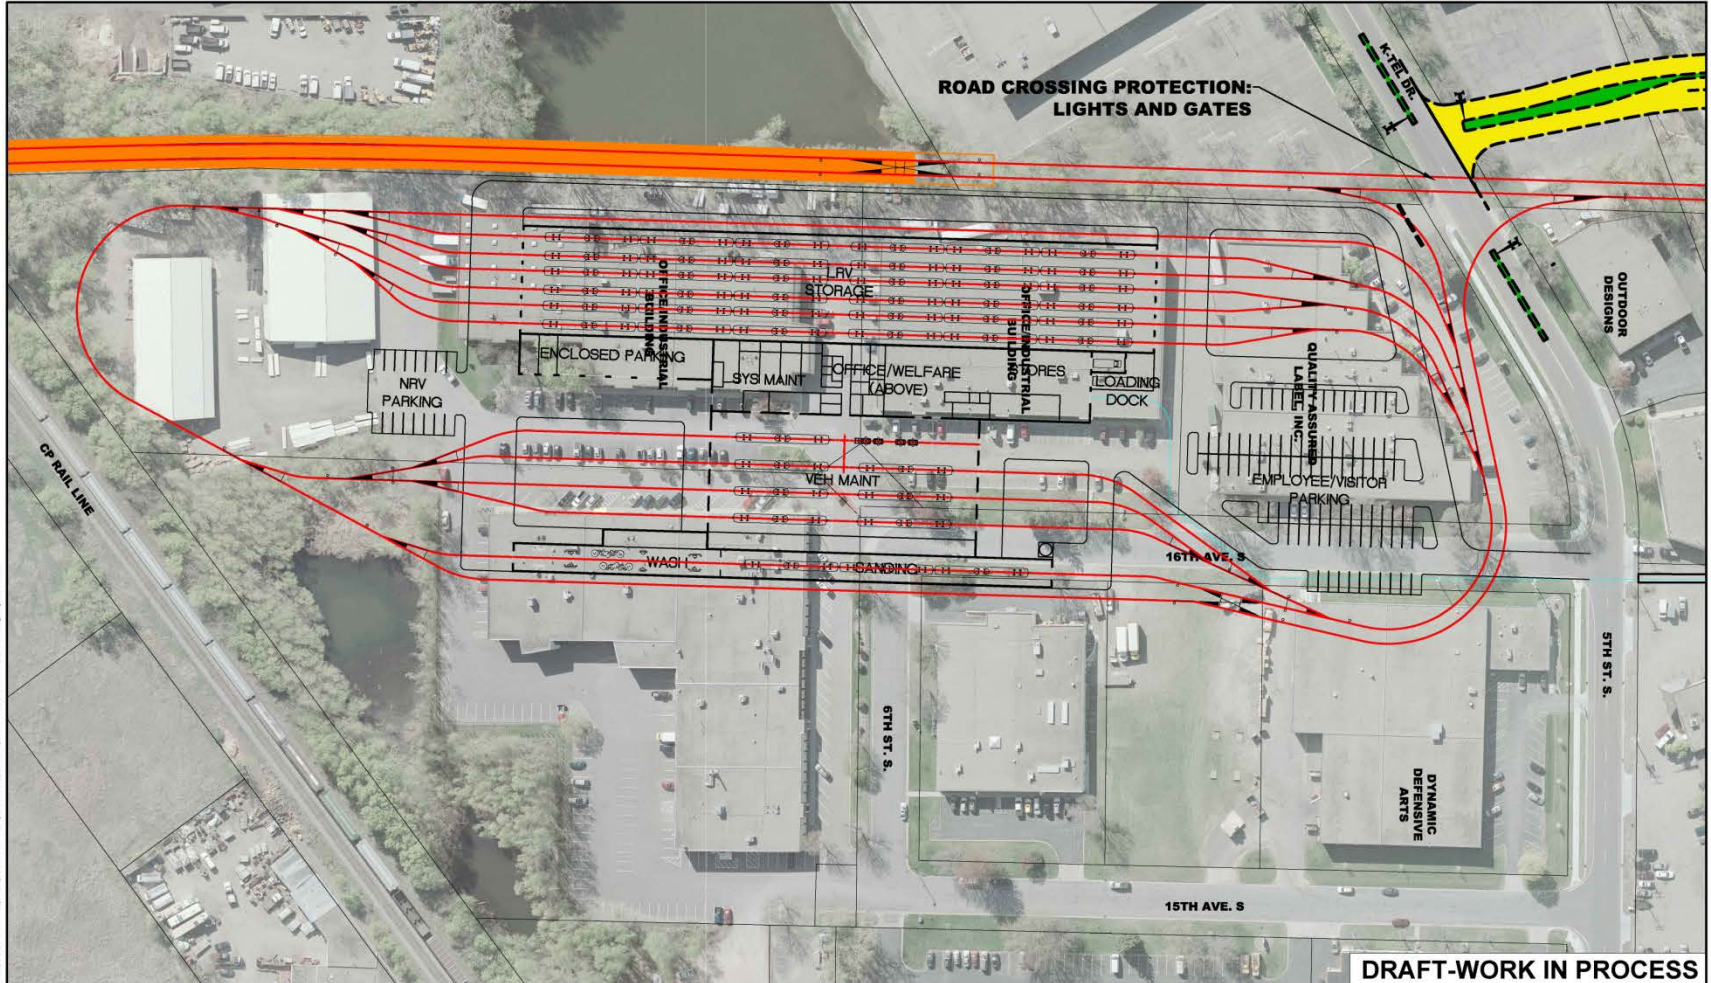 ROAD CROSSING PROTECTION:
LIGHTS AND GATES
K-TEL DR.
OUTDOOR
DESIGNS
LRV
STORAGE
OFFICE/INDUSTRIAL
BUILDING
OFFICE/INDUSTRIAL
BUILDING
ENCLOSED PARKING
SYS MAINT
OFFICE/WELFARE
(ABOVE)
LOADING
DOCK
NRV
PARKING
QUALITY ASSURED
LABEL, INC.
EMPLOYEE/VISITOR
PARKING
VEH MAINT
CP RAIL LINE
WASH
SANDING
16TH AVE. S
5TH ST. S.
6TH ST. S.
DYNAMIC
DEFENSIVE
ARTS
15TH AVE. S
DRAFT-WORK IN PROCESS